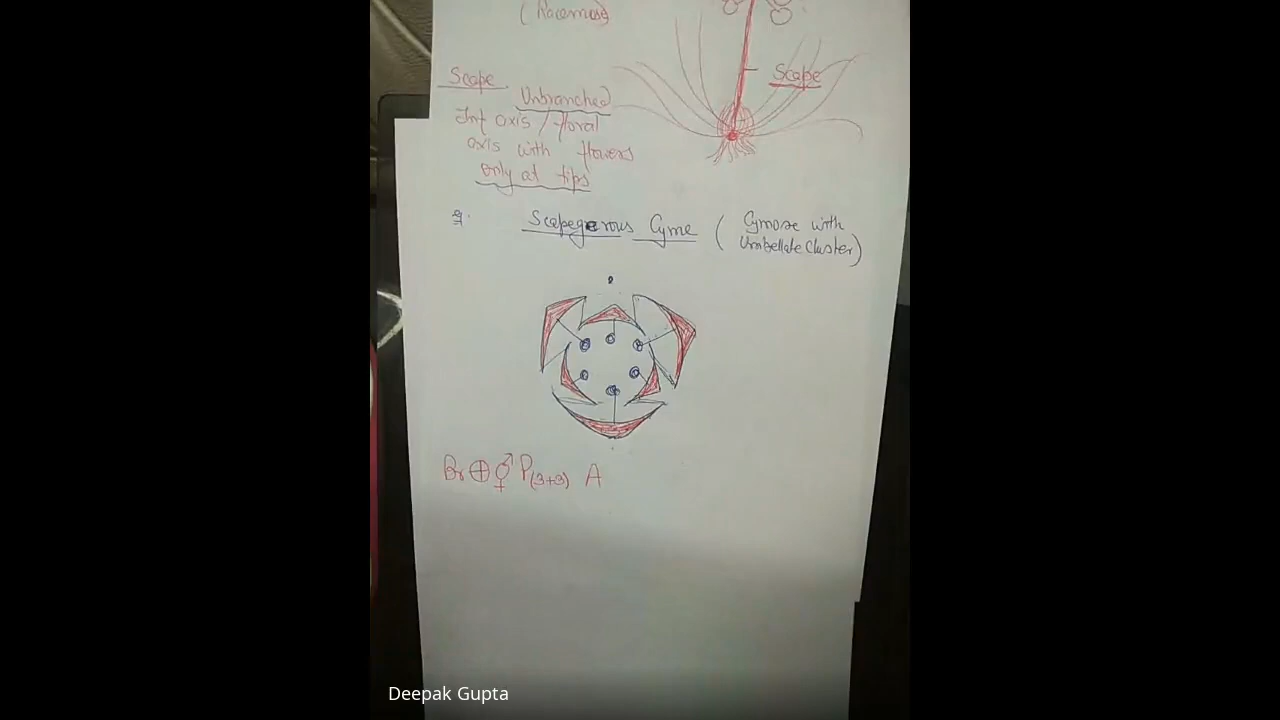 (Racemose)
Scape
Scape
Unbranched
Inf axis / floral
axis with flowers
only at tips
eg.
Scapegerous Cyme ( Cymose with
Umbellate Cluster)
Br ⊕ ⚥ P(3+3) A
Deepak Gupta